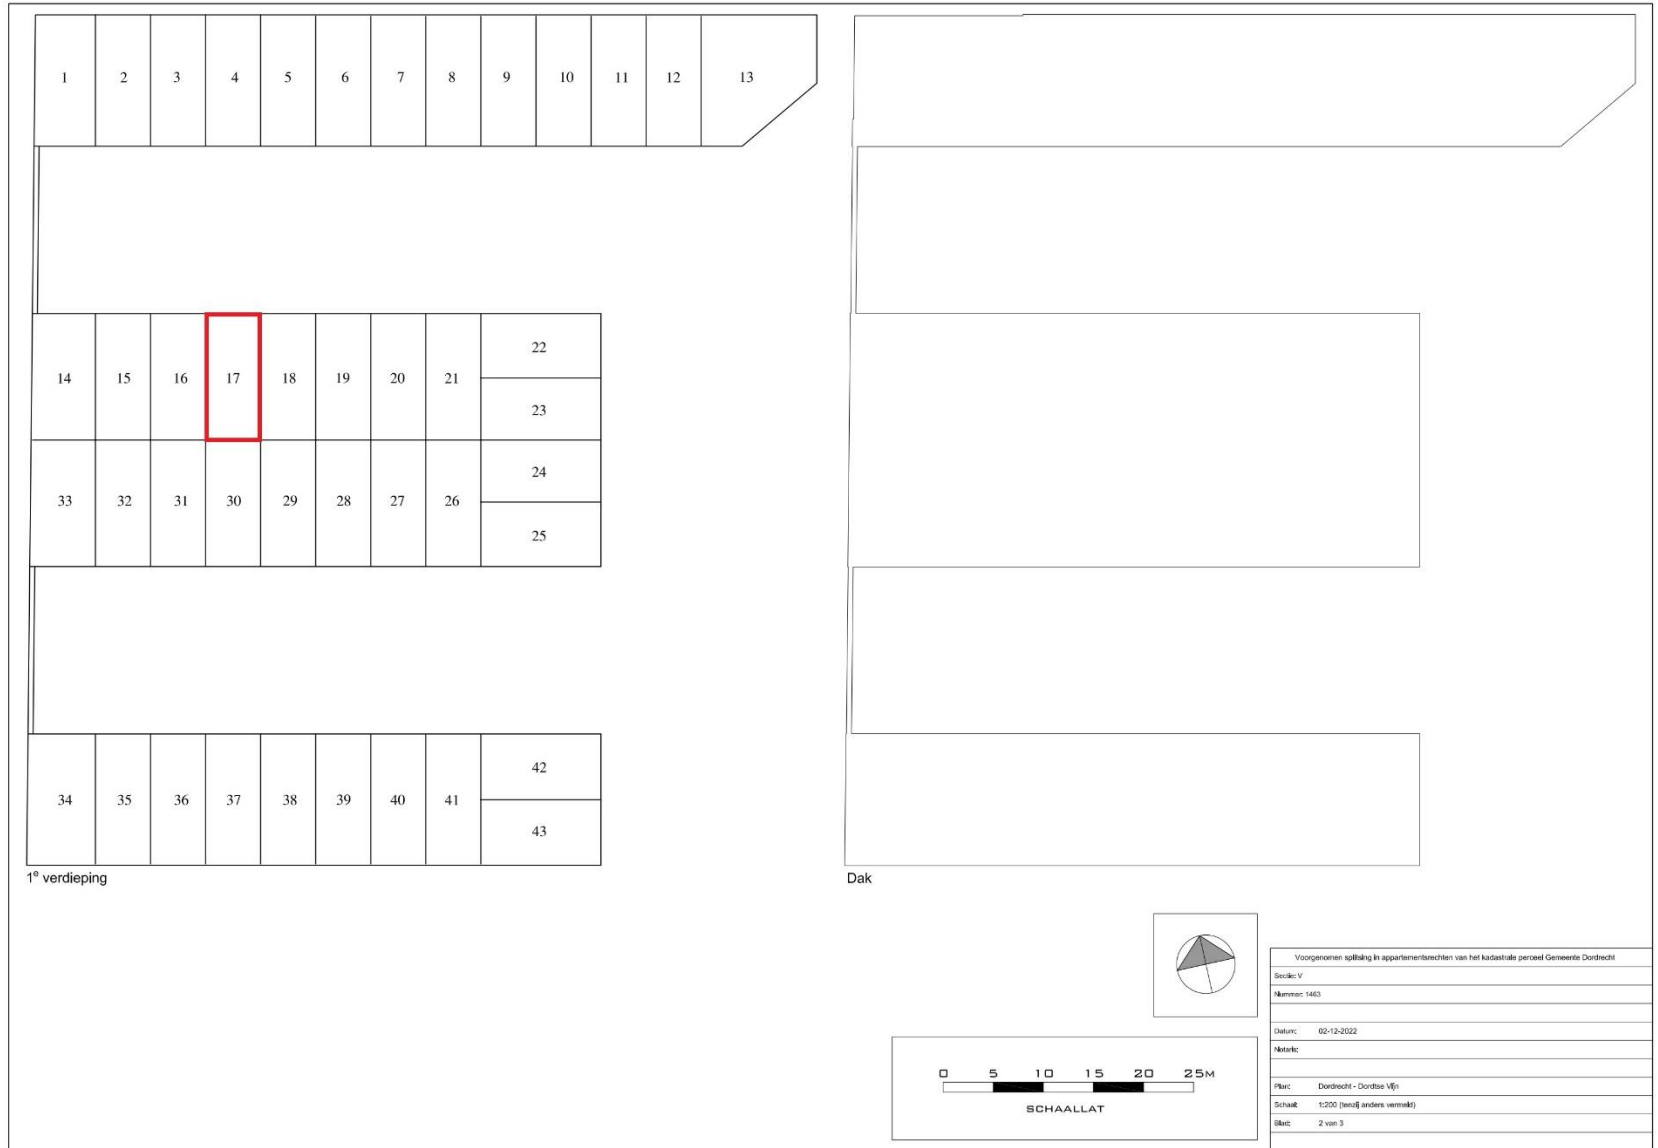 1 2 3 4 5 6 7 8 9 10 11 12 13
22
14 15 16 17 18 19 20 21
23
24
33 32 31 30 29 28 27 26
25
42
34 35 36 37 38 39 40 41
43
1e verdieping
Dak
0 5 10 15 20 25M
SCHAALLAT
Voorgenomen splitsing in appartementsrechten van het kadastrale perceel Gemeente Dordrecht
Sectie: V
Nummer: 1463
Datum: 02-12-2022
Notaris:
Plan: Dordrecht - Dordtse Vlijn
Schaal: 1:200 (tenzij anders vermeld)
Blad: 2 van 3